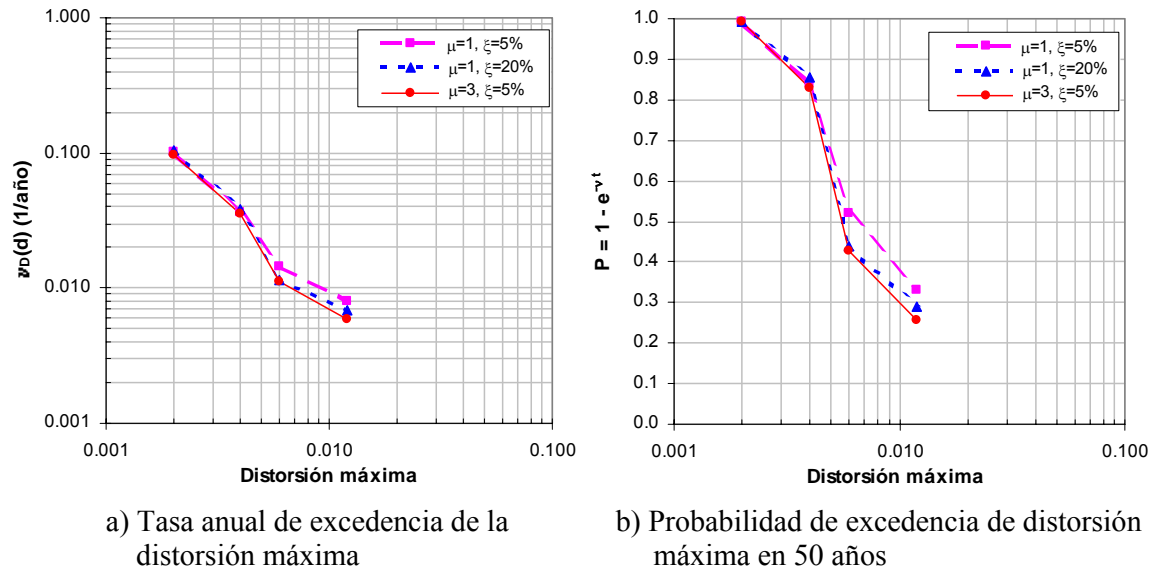 1.000
0.100
0.010
0.001
νD(d) (1/año)
μ=1, ξ=5%
μ=1, ξ=20%
μ=3, ξ=5%
0.001
0.010
0.100
Distorsión máxima
a) Tasa anual de excedencia de la
distorsión máxima
1.0
0.9
0.8
0.7
0.6
0.5
0.4
0.3
0.2
0.1
0.0
P = 1 - e-ν t
μ=1, ξ=5%
μ=1, ξ=20%
μ=3, ξ=5%
0.001
0.010
0.100
Distorsión máxima
b) Probabilidad de excedencia de distorsión
máxima en 50 años